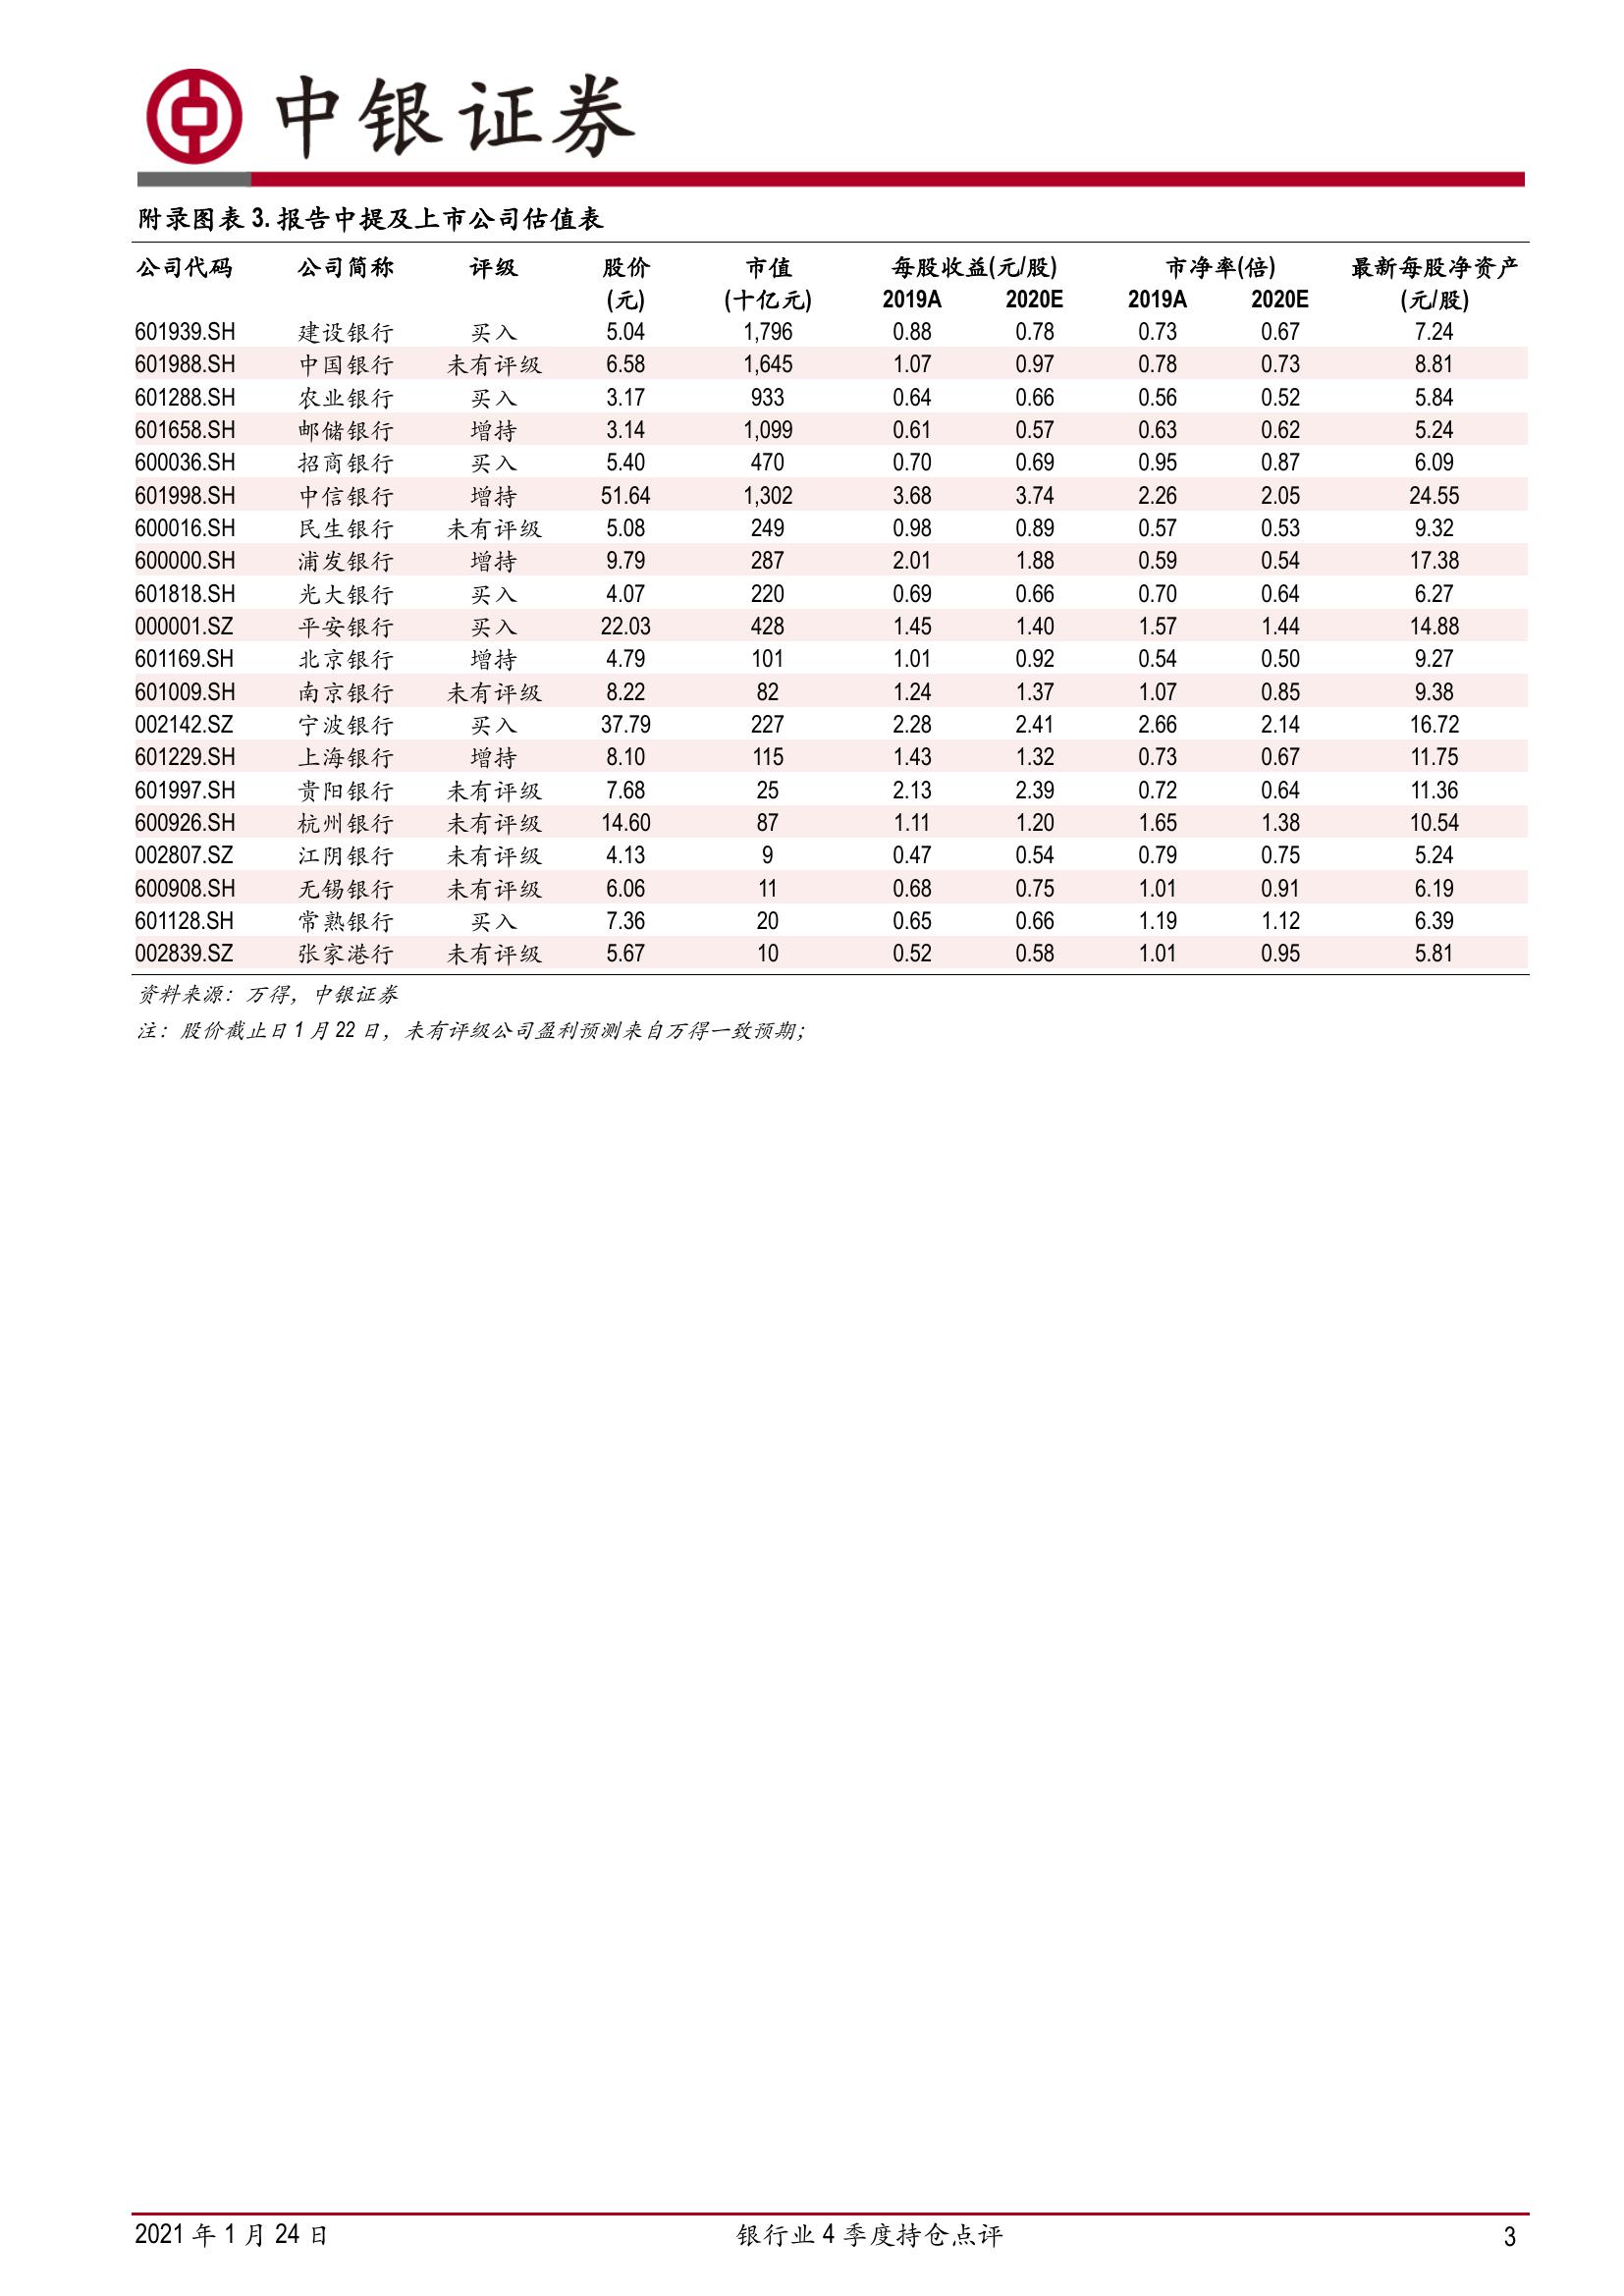 中银证券
附录图表 3. 报告中提及上市公司估值表
公司代码 公司简称 评级 股价 市值 每股收益(元/股) 市净率(倍) 最新每股净资产
(元) (十亿元) 2019A 2020E 2019A 2020E (元/股)
601939.SH 建设银行 买入 5.04 1,796 0.88 0.78 0.73 0.67 7.24
601988.SH 中国银行 未有评级 6.58 1,645 1.07 0.97 0.78 0.73 8.81
601288.SH 农业银行 买入 3.17 933 0.64 0.66 0.56 0.52 5.84
601658.SH 邮储银行 增持 3.14 1,099 0.61 0.57 0.63 0.62 5.24
600036.SH 招商银行 买入 5.40 470 0.70 0.69 0.95 0.87 6.09
601998.SH 中信银行 增持 51.64 1,302 3.68 3.74 2.26 2.05 24.55
600016.SH 民生银行 未有评级 5.08 249 0.98 0.89 0.57 0.53 9.32
600000.SH 浦发银行 增持 9.79 287 2.01 1.88 0.59 0.54 17.38
601818.SH 光大银行 买入 4.07 220 0.69 0.66 0.70 0.64 6.27
000001.SZ 平安银行 买入 22.03 428 1.45 1.40 1.57 1.44 14.88
601169.SH 北京银行 增持 4.79 101 1.01 0.92 0.54 0.50 9.27
601009.SH 南京银行 未有评级 8.22 82 1.24 1.37 1.07 0.85 9.38
002142.SZ 宁波银行 买入 37.79 227 2.28 2.41 2.66 2.14 16.72
601229.SH 上海银行 增持 8.10 115 1.43 1.32 0.73 0.67 11.75
601997.SH 贵阳银行 未有评级 7.68 25 2.13 2.39 0.72 0.64 11.36
600926.SH 杭州银行 未有评级 14.60 87 1.11 1.20 1.65 1.38 10.54
002807.SZ 江阴银行 未有评级 4.13 9 0.47 0.54 0.79 0.75 5.24
600908.SH 无锡银行 未有评级 6.06 11 0.68 0.75 1.01 0.91 6.19
601128.SH 常熟银行 买入 7.36 20 0.65 0.66 1.19 1.12 6.39
002839.SZ 张家港行 未有评级 5.67 10 0.52 0.58 1.01 0.95 5.81
资料来源：万得，中银证券
注：股价截止日 1 月 22 日，未有评级公司盈利预测来自万得一致预期；
2021 年 1 月 24 日 银行业 4 季度持仓点评 3